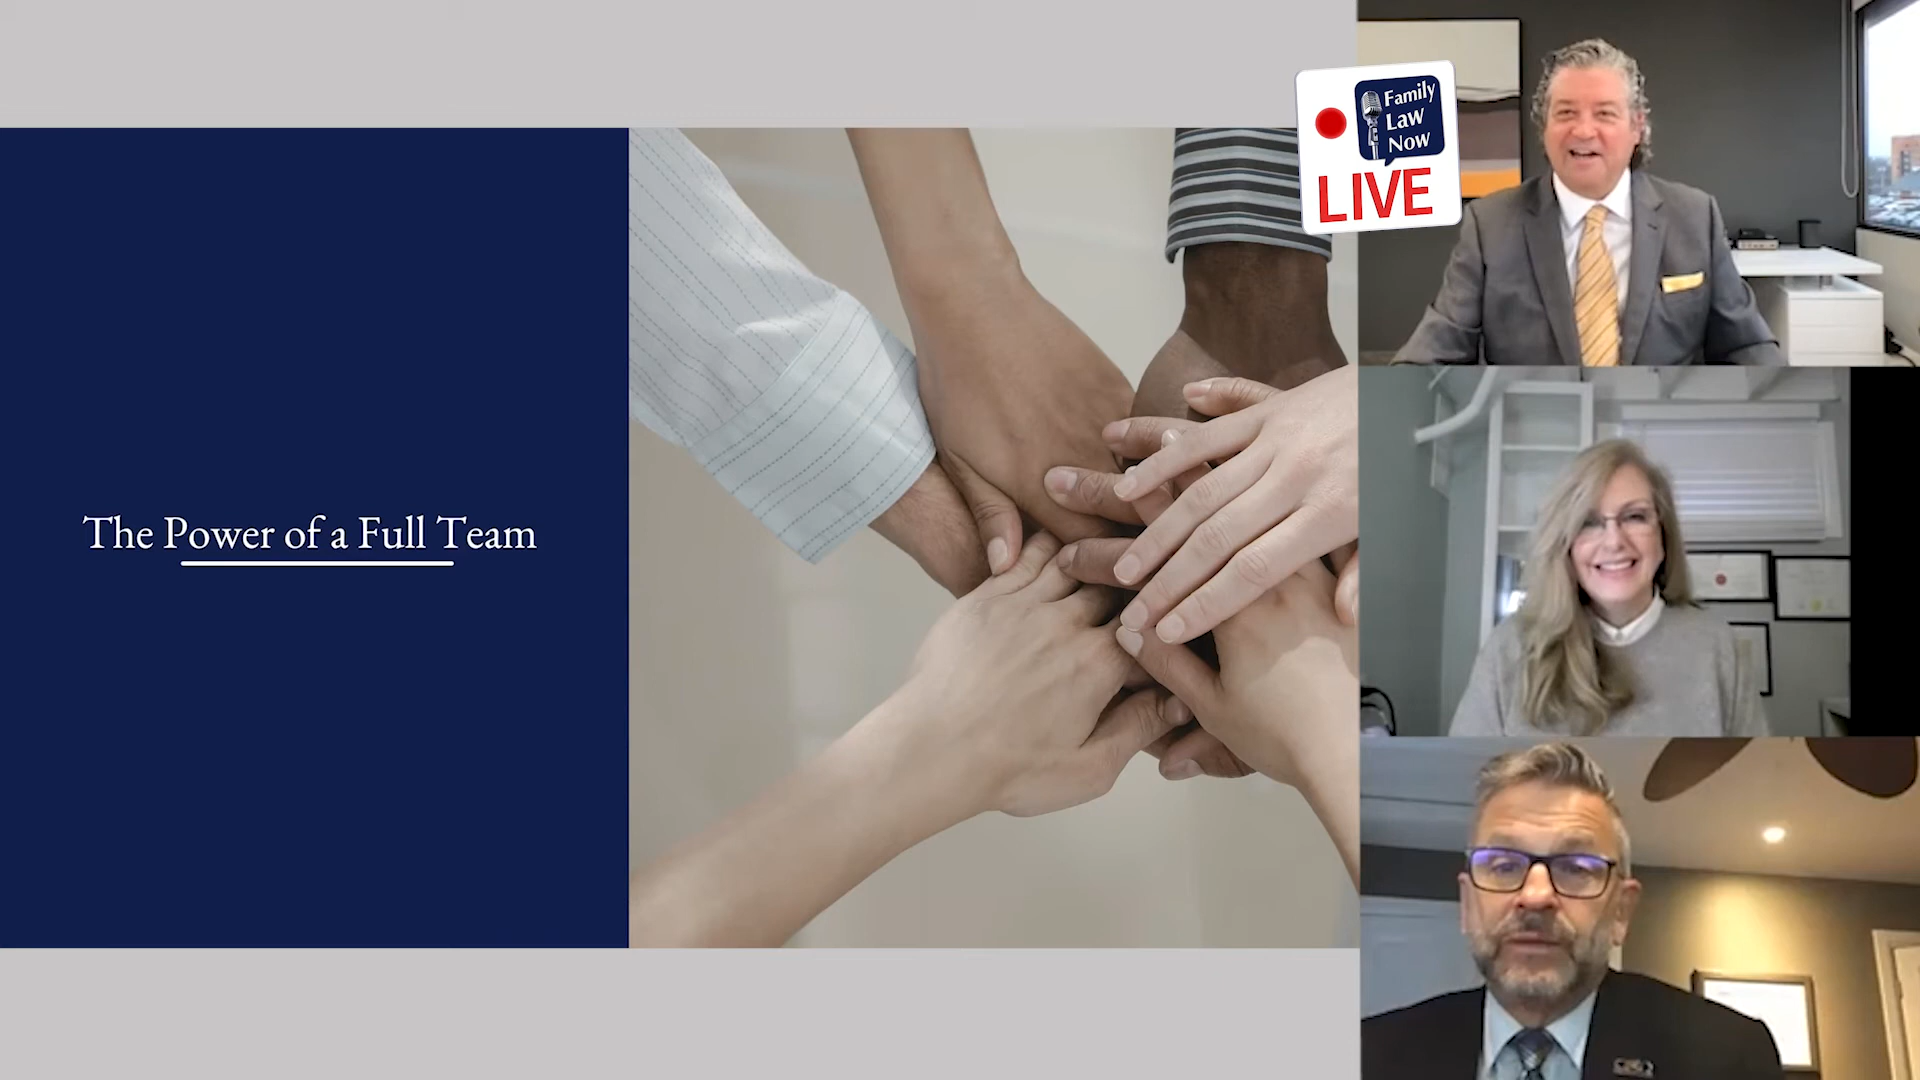 The Power of a Full Team
Family
Law
Now
LIVE